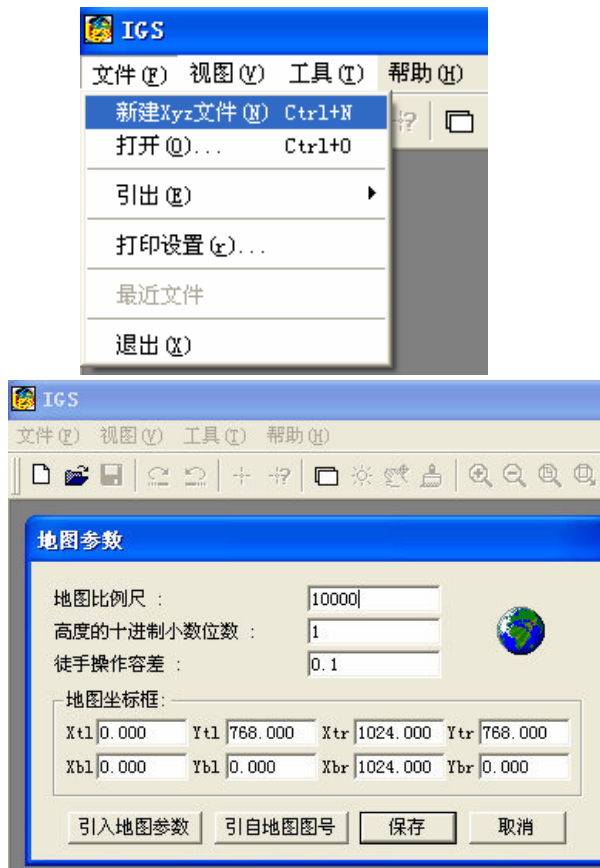 IGS
文件(F) 视图(V) 工具(T) 帮助(H)
新建Xyz文件(N) Ctrl+N
打开(O)... Ctrl+O
引出(E)
打印设置(r)...
最近文件
退出(X)
IGS
文件(F) 视图(V) 工具(T) 帮助(H)
地图参数
地图比例尺 : 10000
高度的十进制小数位数 : 1
徒手操作容差 : 0.1
地图坐标框:
Xtl 0.000 Ytl 768.000 Xtr 1024.000 Ytr 768.000
Xbl 0.000 Ybl 0.000 Xbr 1024.000 Ybr 0.000
引入地图参数 引自地图图号 保存 取消